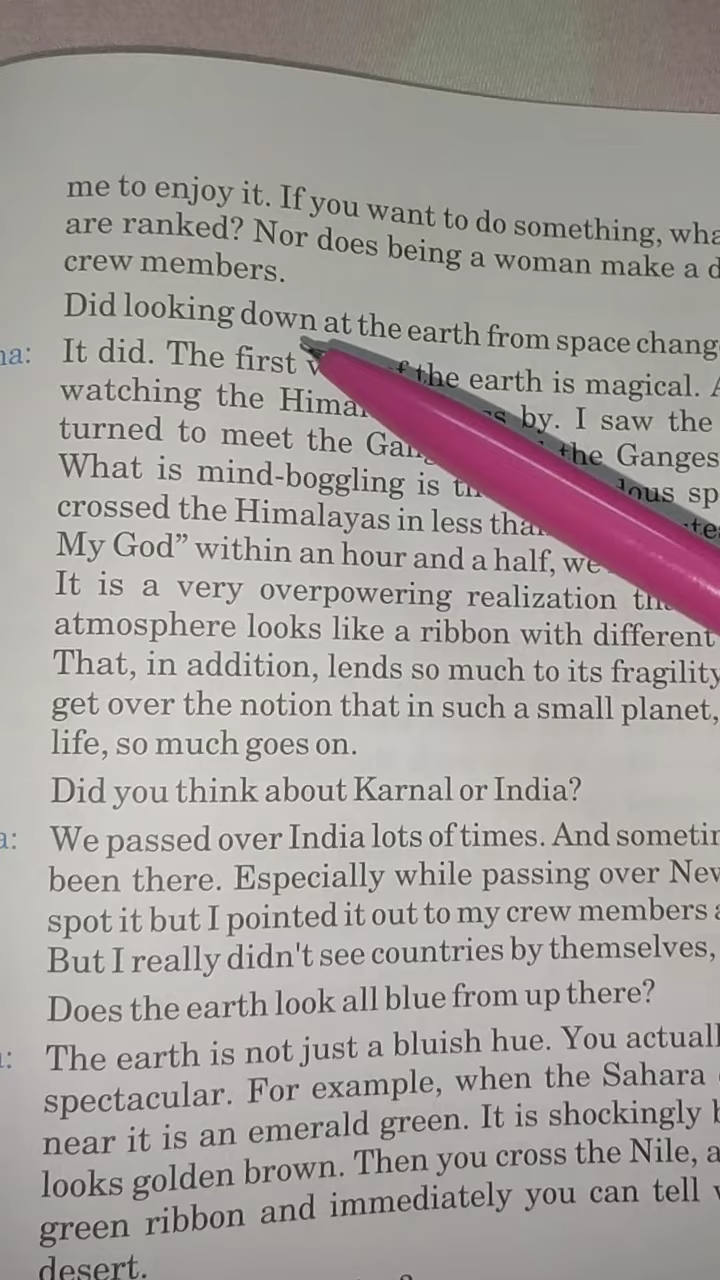 me to enjoy it. If you want to do something,
are ranked? Nor does being a woman make a
crew members.
Did looking down at the earth from space
It did. The first the earth is magical.
watching the by. I saw the
turned to meet the the Ganges
What is mind-boggling is
crossed the Himalayas in less
My God” within an hour and a half,
It is a very overpowering realization
atmosphere looks like a ribbon with different
That, in addition, lends so much to its fragility
get over the notion that in such a small planet,
life, so much goes on.
Did you think about Karnal or India?
We passed over India lots of times. And
been there. Especially while passing over
spot it but I pointed it out to my crew members
But I really didn't see countries by themselves,
Does the earth look all blue from up there?
The earth is not just a bluish hue. You
spectacular. For example, when the Sahara
near it is an emerald green. It is shockingly
looks golden brown. Then you cross the Nile,
green ribbon and immediately you can tell
desert.